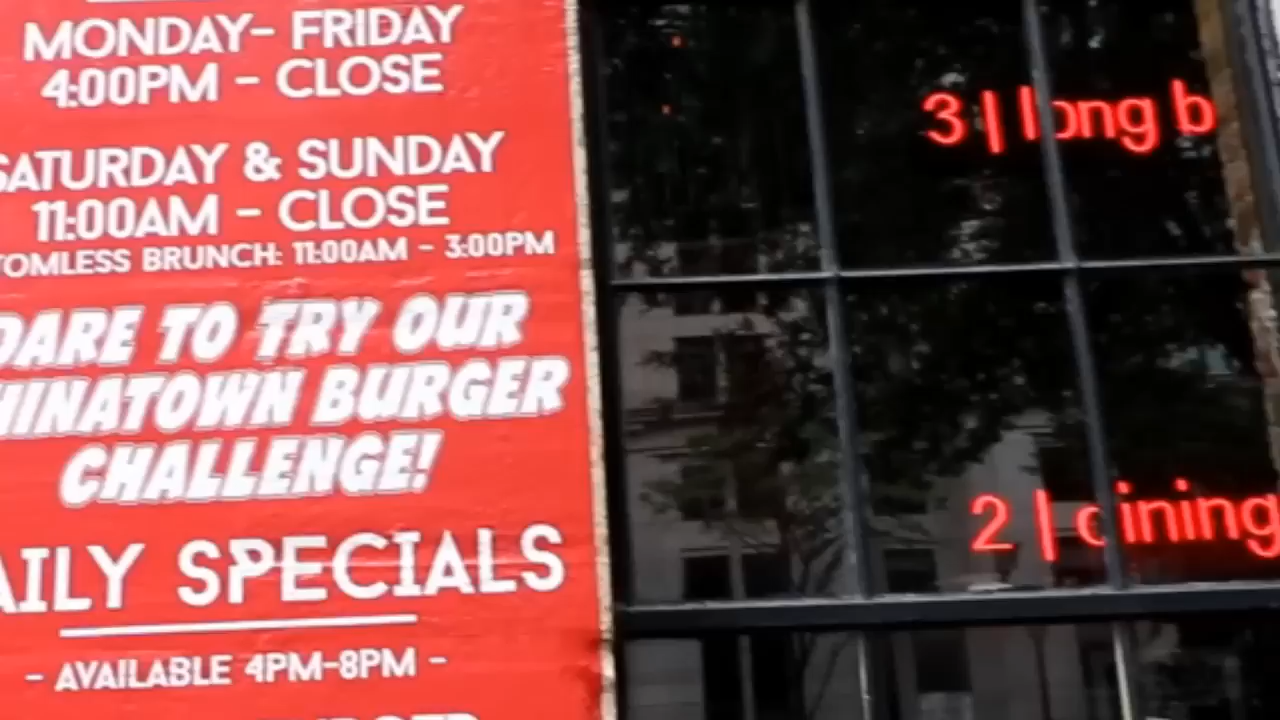 MONDAY- FRIDAY
4:00PM - CLOSE
SATURDAY & SUNDAY
11:00AM - CLOSE
TOMLESS BRUNCH: 11:00AM - 3:00PM
DARE TO TRY OUR
HINATOWN BURGER
CHALLENGE!
AILY SPECIALS
- AVAILABLE 4PM-8PM -
3 | long b
2 | dining